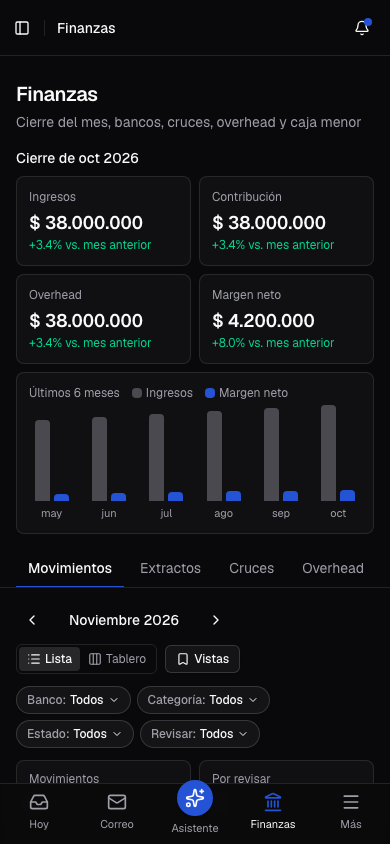 Finanzas
Finanzas
Cierre del mes, bancos, cruces, overhead y caja menor
Cierre de oct 2026
Ingresos
$ 38.000.000
+3.4% vs. mes anterior
Contribución
$ 38.000.000
+3.4% vs. mes anterior
Overhead
$ 38.000.000
+3.4% vs. mes anterior
Margen neto
$ 4.200.000
+8.0% vs. mes anterior
Últimos 6 meses Ingresos Margen neto
may jun jul ago sep oct
Movimientos Extractos Cruces Overhead
Noviembre 2026
Lista Tablero Vistas
Banco: Todos Categoría: Todos
Estado: Todos Revisar: Todos
Movimientos Por revisar
Hoy Correo Asistente Finanzas Más